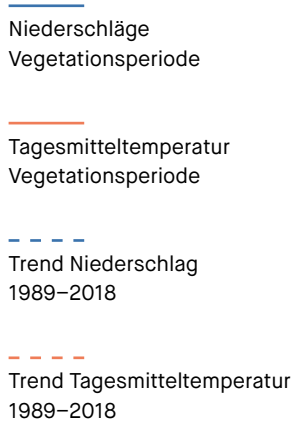 Niederschläge
Vegetationsperiode
Tagesmitteltemperatur
Vegetationsperiode
Trend Niederschlag
1989–2018
Trend Tagesmitteltemperatur
1989–2018